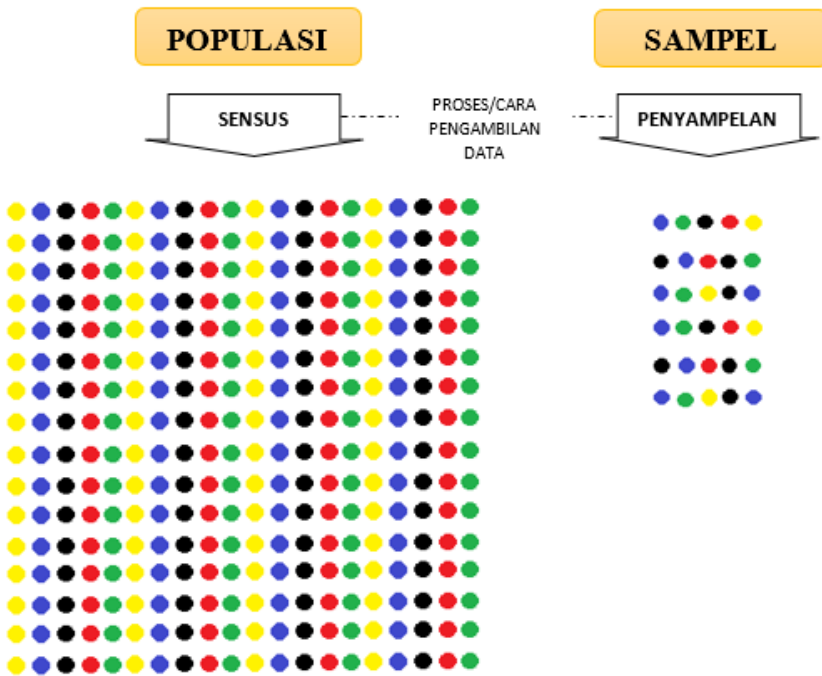 POPULASI
SAMPEL
SENSUS
PROSES/CARA
PENGAMBILAN
DATA
PENYAMPELAN